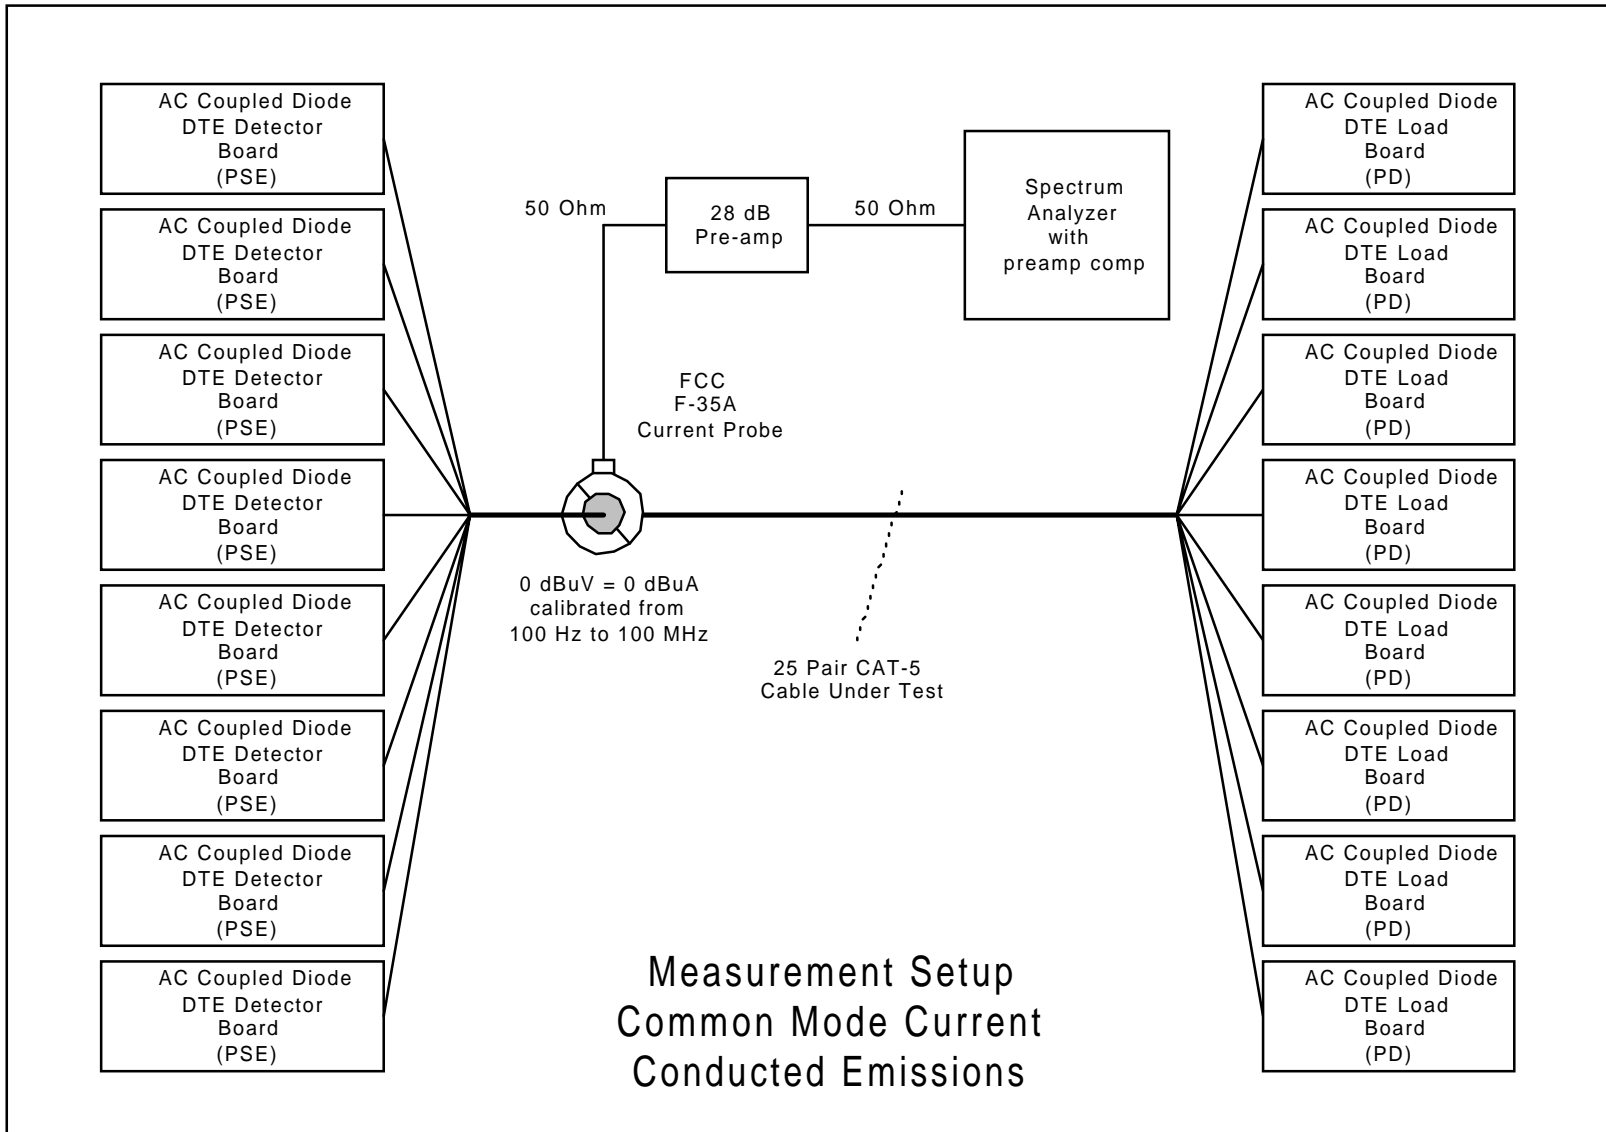 AC Coupled Diode
DTE Detector
Board
(PSE)
AC Coupled Diode
DTE Detector
Board
(PSE)
AC Coupled Diode
DTE Detector
Board
(PSE)
AC Coupled Diode
DTE Detector
Board
(PSE)
AC Coupled Diode
DTE Detector
Board
(PSE)
AC Coupled Diode
DTE Detector
Board
(PSE)
AC Coupled Diode
DTE Detector
Board
(PSE)
AC Coupled Diode
DTE Detector
Board
(PSE)
50 Ohm
28 dB
Pre-amp
50 Ohm
Spectrum
Analyzer
with
preamp comp
FCC
F-35A
Current Probe
0 dBuV = 0 dBuA
calibrated from
100 Hz to 100 MHz
25 Pair CAT-5
Cable Under Test
AC Coupled Diode
DTE Load
Board
(PD)
AC Coupled Diode
DTE Load
Board
(PD)
AC Coupled Diode
DTE Load
Board
(PD)
AC Coupled Diode
DTE Load
Board
(PD)
AC Coupled Diode
DTE Load
Board
(PD)
AC Coupled Diode
DTE Load
Board
(PD)
AC Coupled Diode
DTE Load
Board
(PD)
AC Coupled Diode
DTE Load
Board
(PD)
Measurement Setup
Common Mode Current
Conducted Emissions